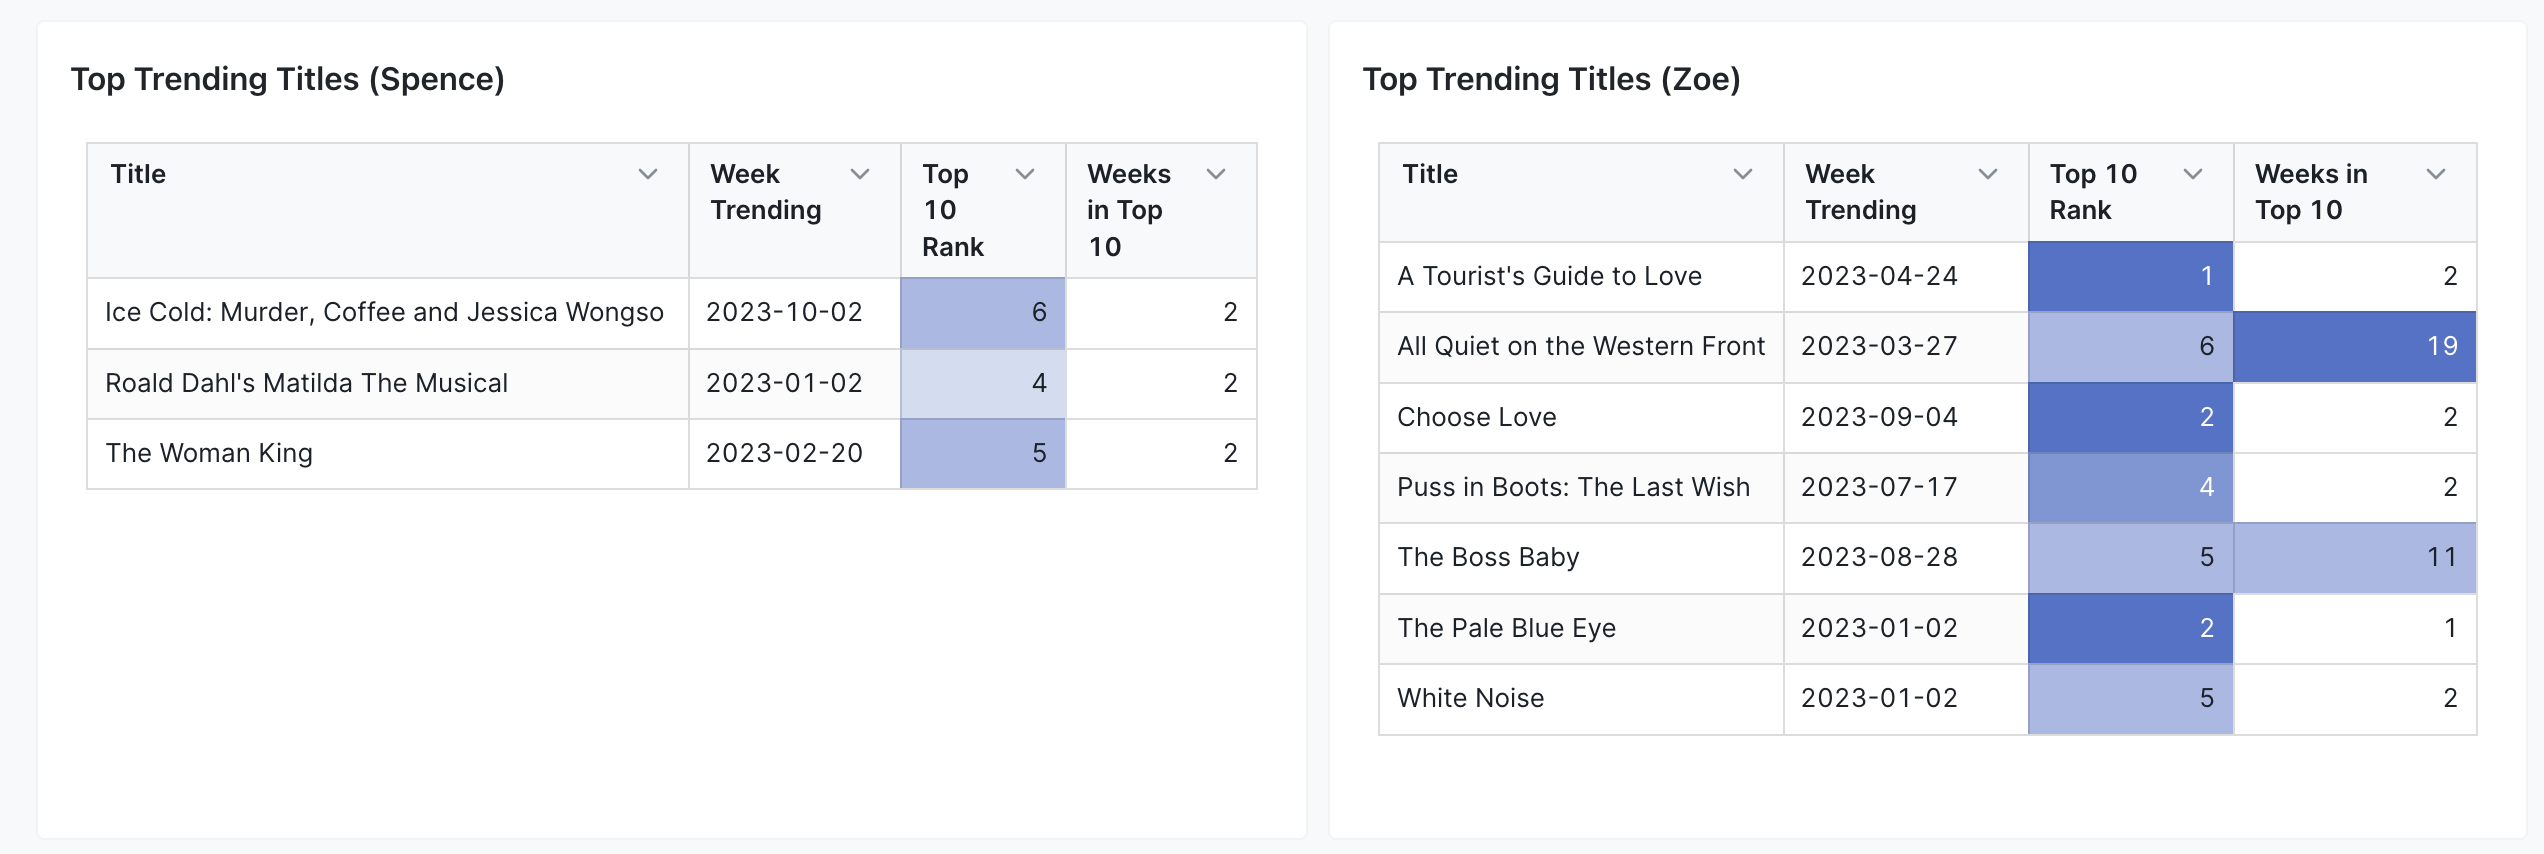 Top Trending Titles (Spence)
Title
Week
Trending
Top
10
Rank
Weeks
in Top
10
Ice Cold: Murder, Coffee and Jessica Wongso 2023-10-02 6 2
Roald Dahl's Matilda The Musical 2023-01-02 4 2
The Woman King 2023-02-20 5 2
Top Trending Titles (Zoe)
Title
Week
Trending
Top 10
Rank
Weeks in
Top 10
A Tourist's Guide to Love 2023-04-24 1 2
All Quiet on the Western Front 2023-03-27 6 19
Choose Love 2023-09-04 2 2
Puss in Boots: The Last Wish 2023-07-17 4 2
The Boss Baby 2023-08-28 5 11
The Pale Blue Eye 2023-01-02 2 1
White Noise 2023-01-02 5 2